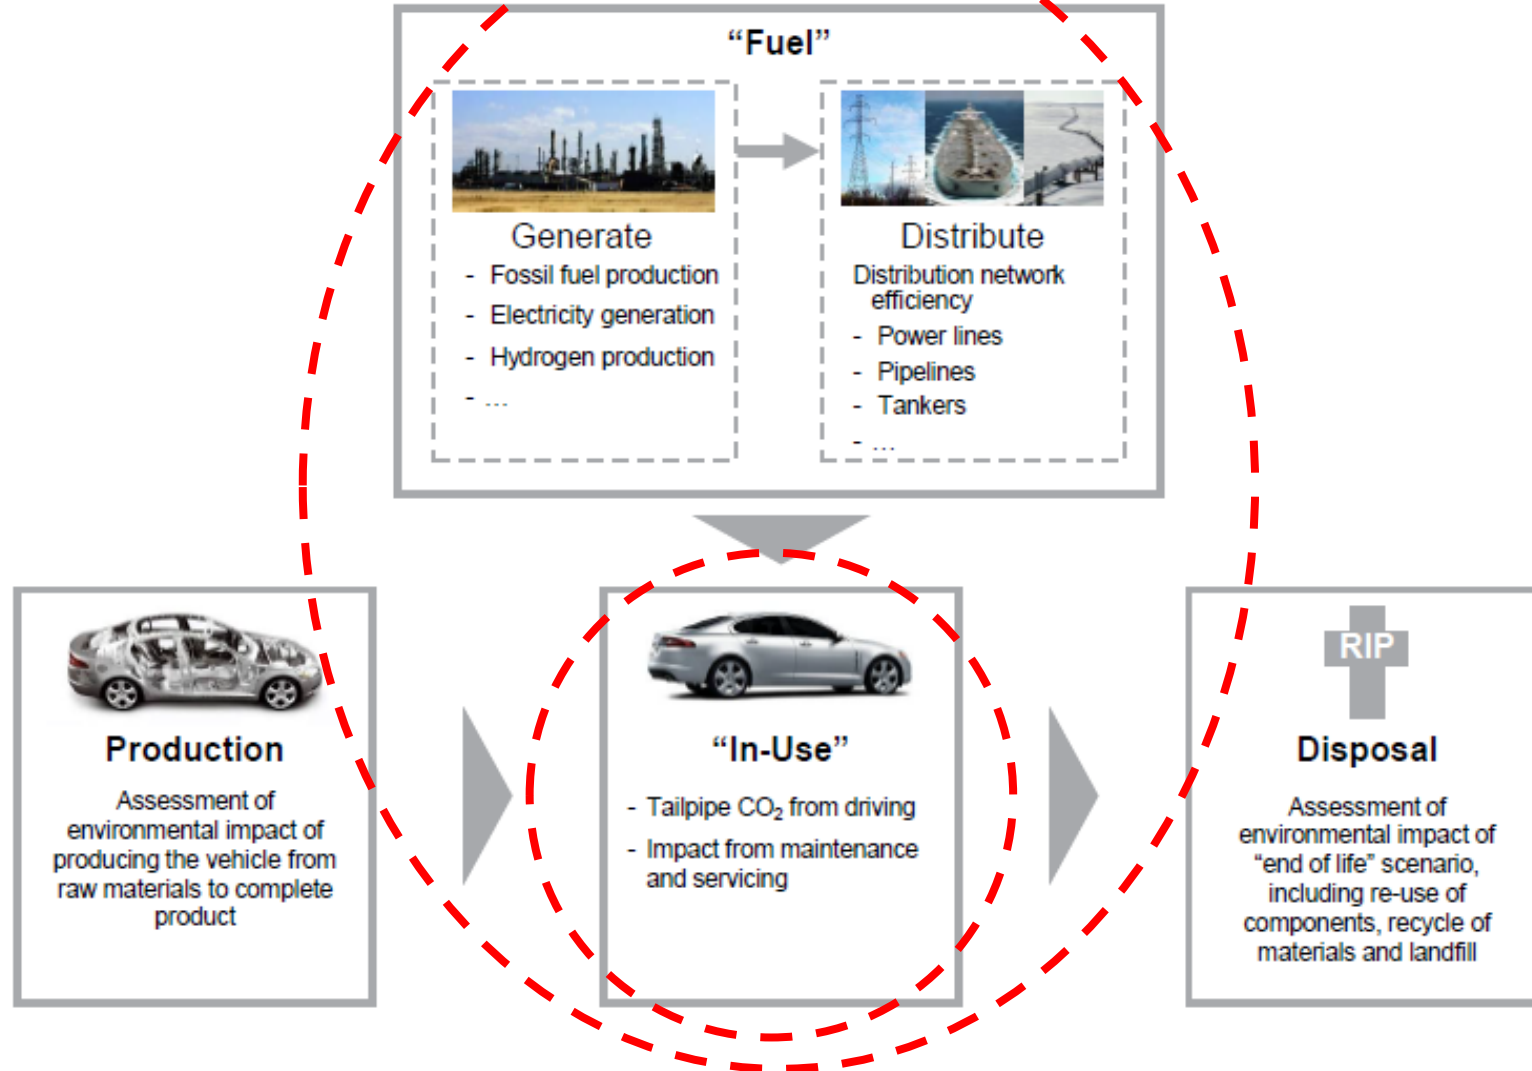 “Fuel”
Generate
- Fossil fuel production
- Electricity generation
- Hydrogen production
- ...
Distribute
Distribution network
efficiency
- Power lines
- Pipelines
- Tankers
- ...
Production
Assessment of
environmental impact of
producing the vehicle from
raw materials to complete
product
“In-Use”
- Tailpipe CO₂ from driving
- Impact from maintenance
and servicing
RIP
Disposal
Assessment of
environmental impact of
“end of life” scenario,
including re-use of
components, recycle of
materials and landfill